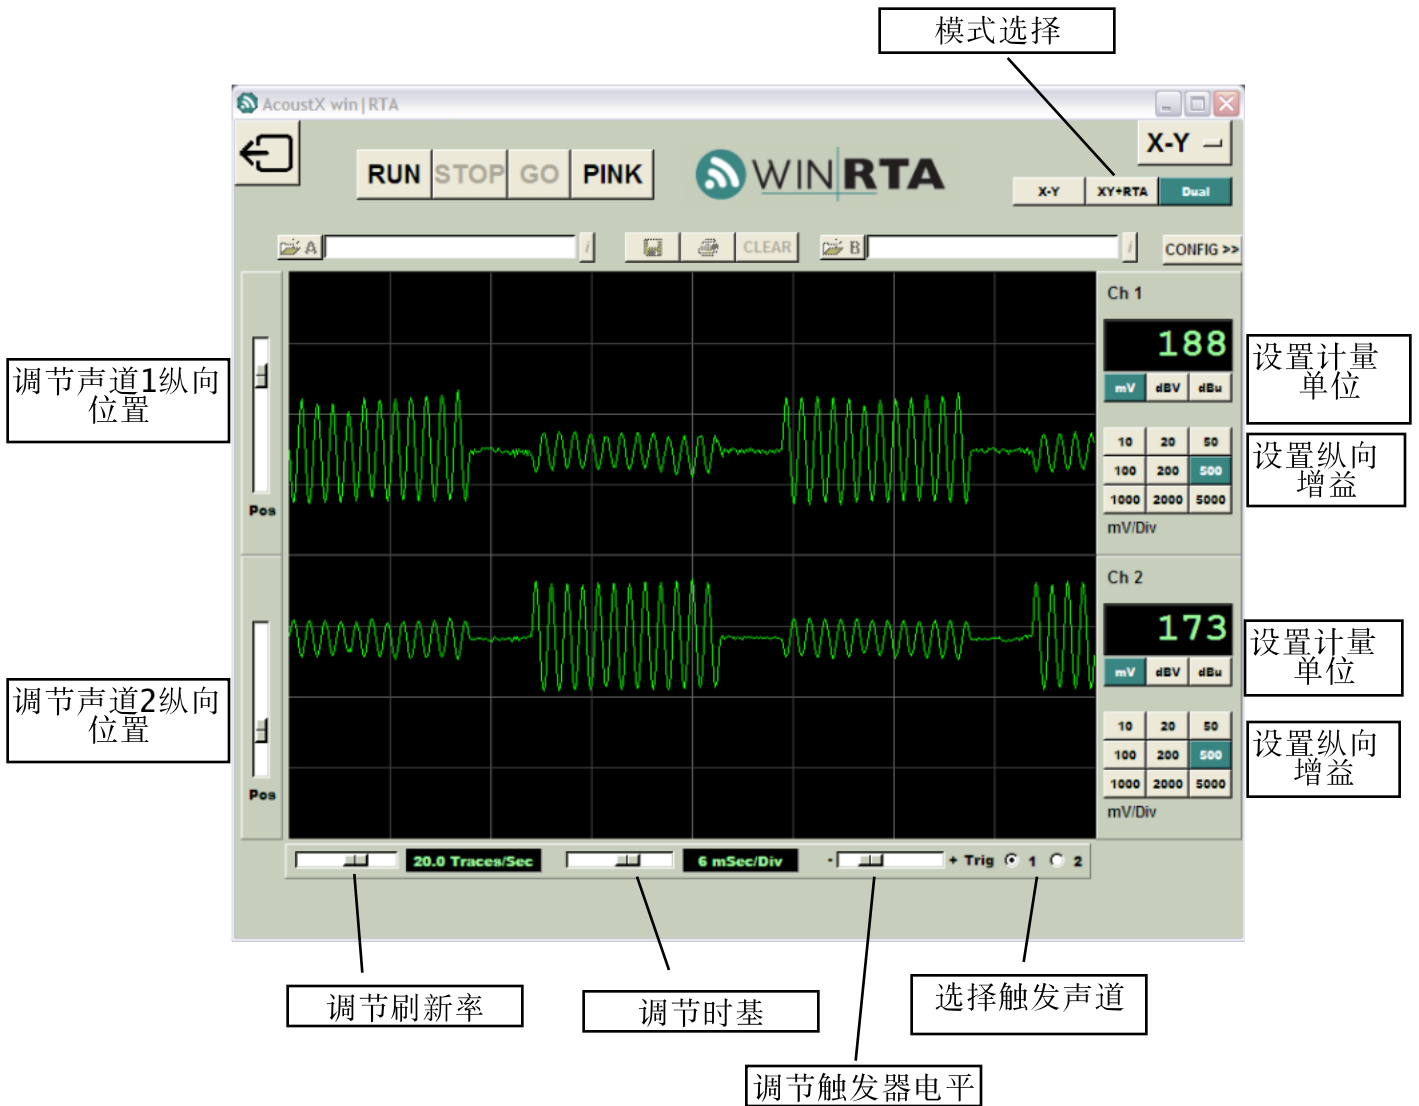 模式选择
AcoustX win|RTA
RUN STOP GO PINK
WIN RTA
X-Y
X-Y XY+RTA Dual
A i CLEAR B i CONFIG >>
Ch 1
188
mV dBV dBu
10 20 50
100 200 500
1000 2000 5000
mV/Div
Pos
调节声道1纵向
位置
设置计量
单位
设置纵向
增益
Ch 2
173
mV dBV dBu
10 20 50
100 200 500
1000 2000 5000
mV/Div
Pos
调节声道2纵向
位置
设置计量
单位
设置纵向
增益
20.0 Traces/Sec 6 mSec/Div - + Trig 1 2
调节刷新率
调节时基
选择触发声道
调节触发器电平